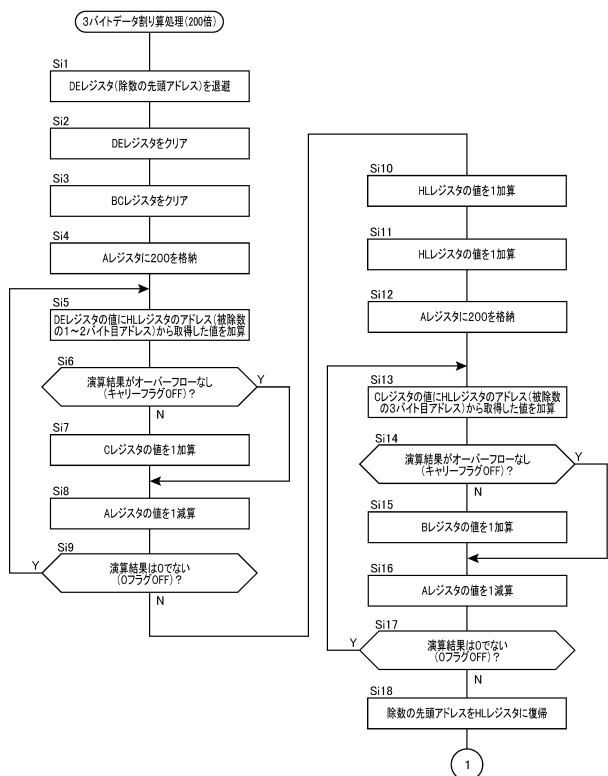 3バイトデータ割り算処理(200倍)
Si1
DEレジスタ(除数の先頭アドレス)を退避
Si2
DEレジスタをクリア
Si3
BCレジスタをクリア
Si4
Aレジスタに200を格納
Si5
DEレジスタの値にHLレジスタのアドレス(被除数
の1～2バイト目アドレス)から取得した値を加算
Si6
演算結果がオーバーフローなし
(キャリーフラグOFF)?
Y
N
Si7
Cレジスタの値を1加算
Si8
Aレジスタの値を1減算
Si9
Y
演算結果は0でない
(0フラグOFF)?
N
Si10
HLレジスタの値を1加算
Si11
HLレジスタの値を1加算
Si12
Aレジスタに200を格納
Si13
Cレジスタの値にHLレジスタのアドレス(被除数
の3バイト目アドレス)から取得した値を加算
Si14
演算結果がオーバーフローなし
(キャリーフラグOFF)?
Y
N
Si15
Bレジスタの値を1加算
Si16
Aレジスタの値を1減算
Si17
Y
演算結果は0でない
(0フラグOFF)?
N
Si18
除数の先頭アドレスをHLレジスタに復帰
1